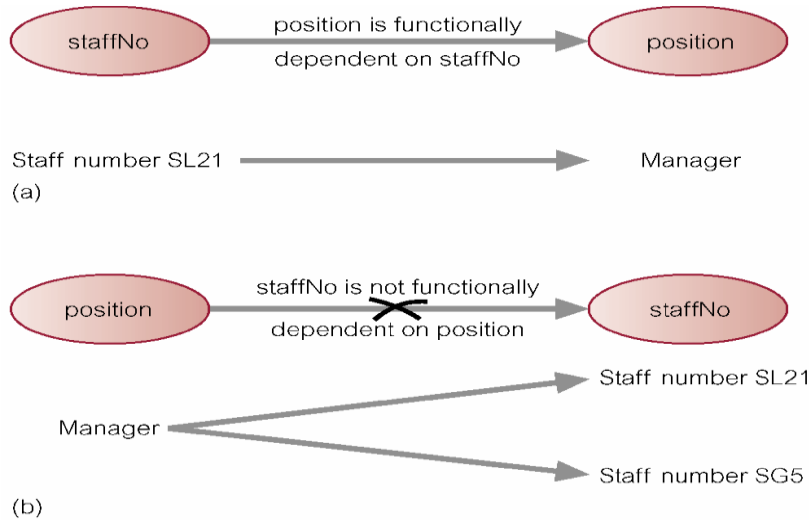 staffNo
position is functionally
dependent on staffNo
position
Staff number SL21
Manager
(a)
position
staffNo is not functionally
dependent on position
staffNo
Manager
Staff number SL21
Staff number SG5
(b)